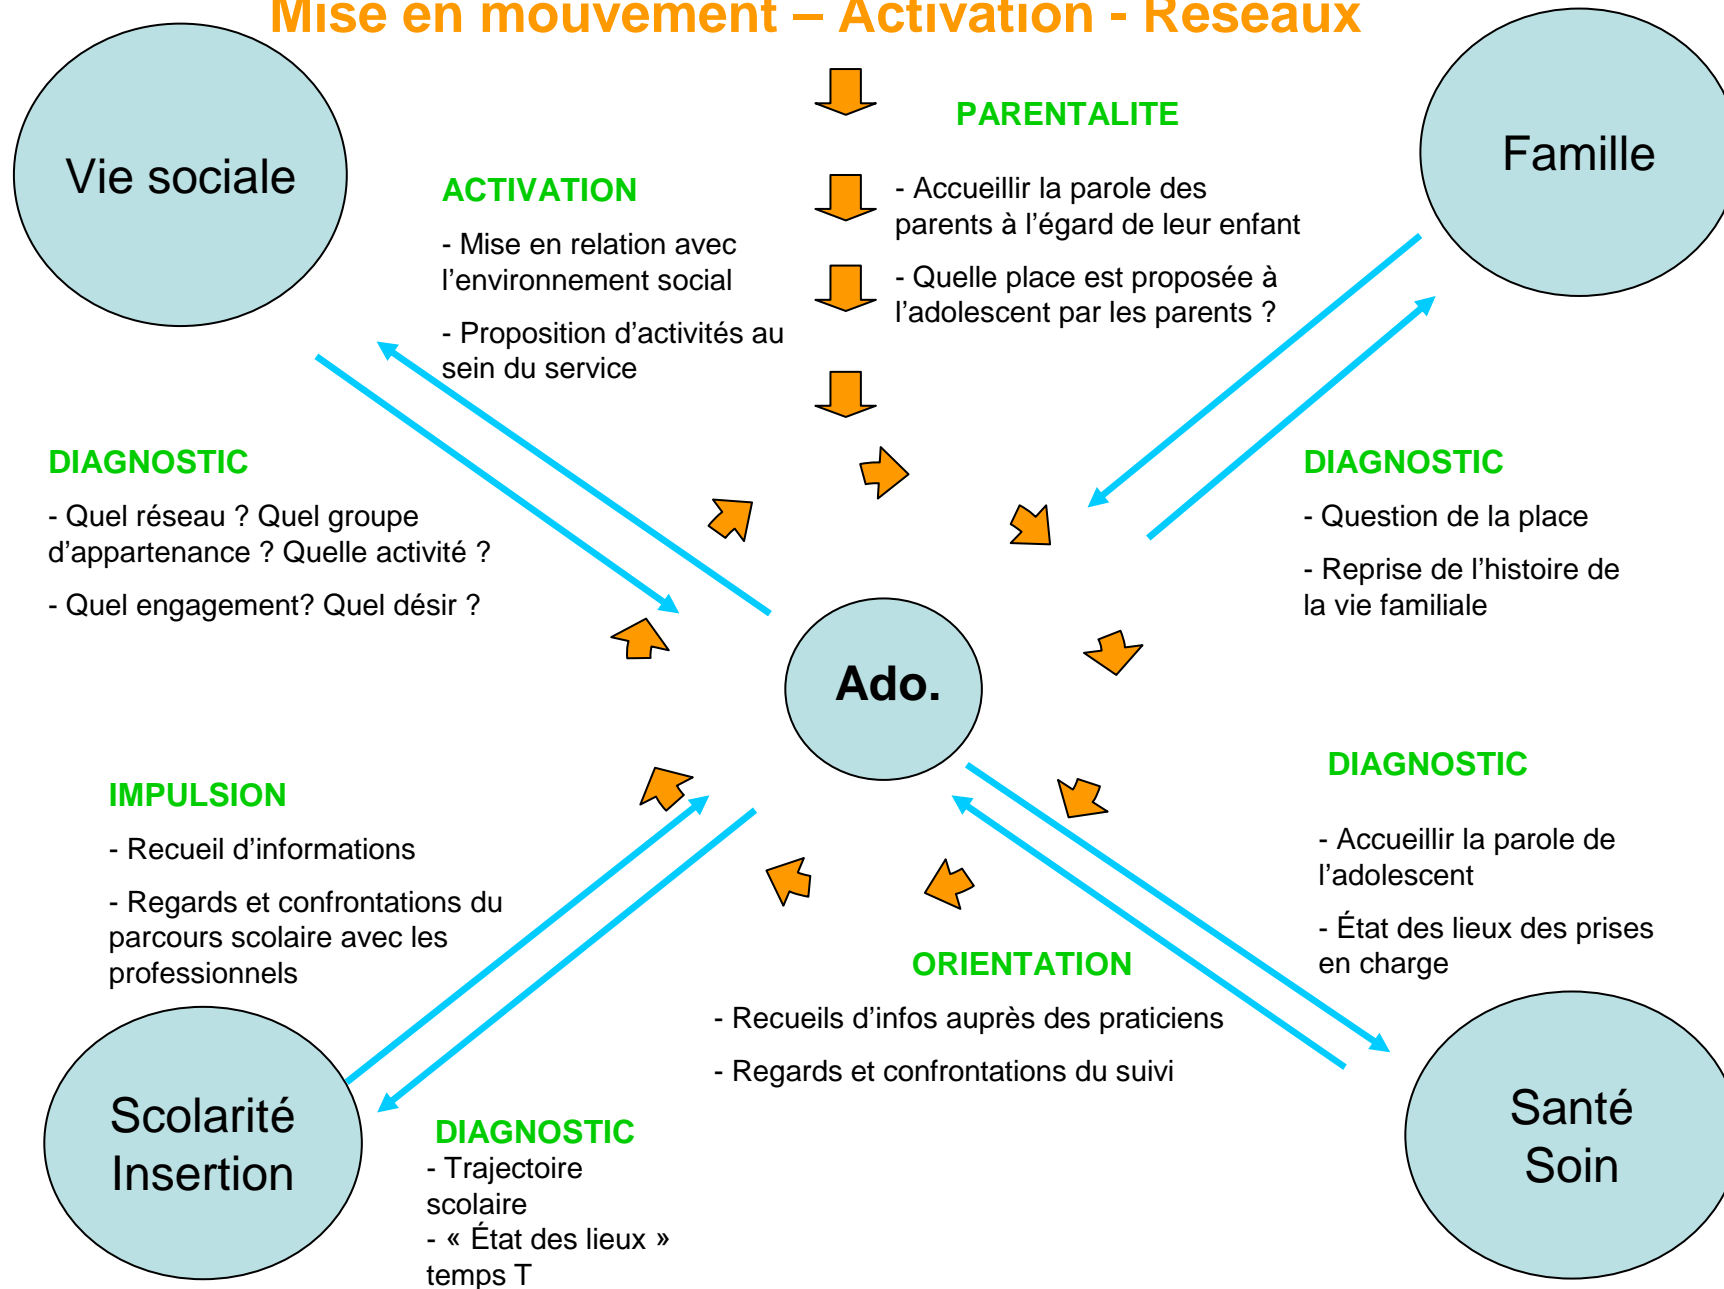 Mise en mouvement – Activation - Réseaux
Vie sociale
Famille
PARENTALITE
- Accueillir la parole des
parents à l’égard de leur enfant
- Quelle place est proposée à
l’adolescent par les parents ?
ACTIVATION
- Mise en relation avec
l’environnement social
- Proposition d’activités au
sein du service
DIAGNOSTIC
- Quel réseau ? Quel groupe
d’appartenance ? Quelle activité ?
- Quel engagement? Quel désir ?
DIAGNOSTIC
- Question de la place
- Reprise de l’histoire de
la vie familiale
Ado.
IMPULSION
- Recueil d’informations
- Regards et confrontations du
parcours scolaire avec les
professionnels
DIAGNOSTIC
- Accueillir la parole de
l’adolescent
- État des lieux des prises
en charge
ORIENTATION
- Recueils d’infos auprès des praticiens
- Regards et confrontations du suivi
Scolarité
Insertion
DIAGNOSTIC
- Trajectoire
scolaire
- « État des lieux »
temps T
Santé
Soin